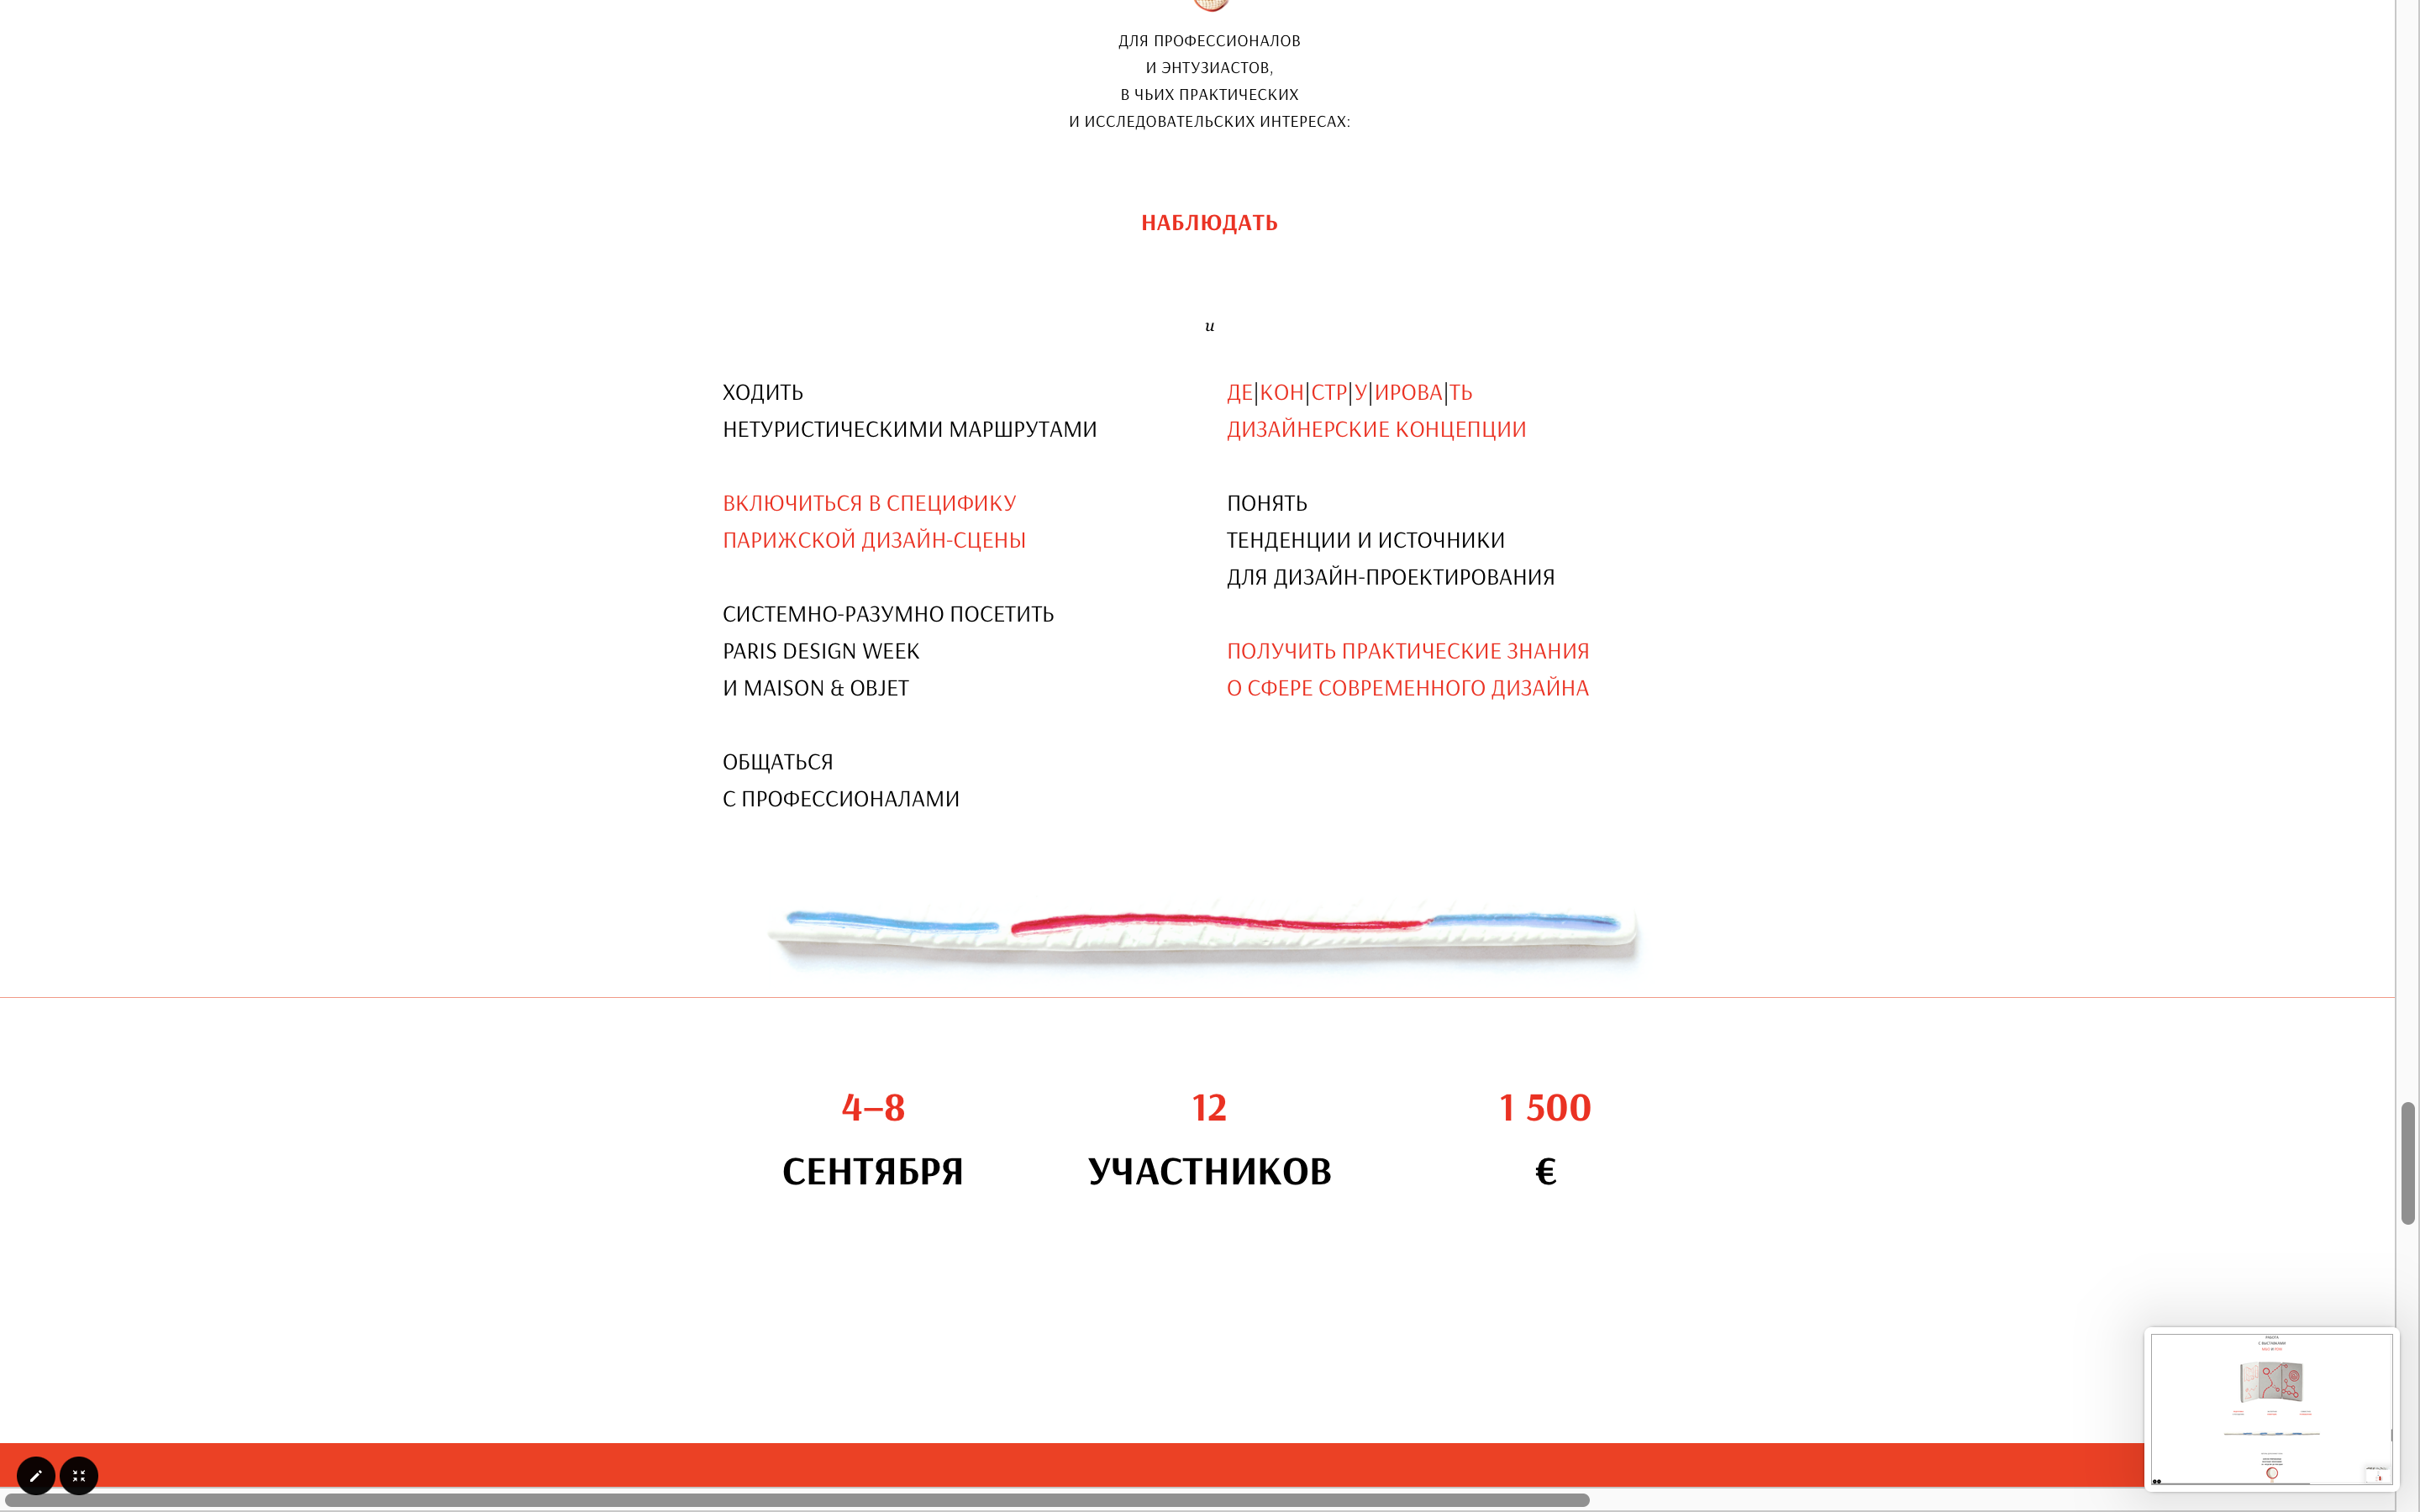 ДЛЯ ПРОФЕССИОНАЛОВ
И ЭНТУЗИАСТОВ,
В ЧЬИХ ПРАКТИЧЕСКИХ
И ИССЛЕДОВАТЕЛЬСКИХ ИНТЕРЕСАХ:
НАБЛЮДАТЬ
и
ХОДИТЬ
НЕТУРИСТИЧЕСКИМИ МАРШРУТАМИ
ВКЛЮЧИТЬСЯ В СПЕЦИФИКУ
ПАРИЖСКОЙ ДИЗАЙН-СЦЕНЫ
СИСТЕМНО-РАЗУМНО ПОСЕТИТЬ
PARIS DESIGN WEEK
И MAISON & OBJET
ОБЩАТЬСЯ
С ПРОФЕССИОНАЛАМИ
ДЕ|КОН|СТР|У|ИРОВА|ТЬ
ДИЗАЙНЕРСКИЕ КОНЦЕПЦИИ
ПОНЯТЬ
ТЕНДЕНЦИИ И ИСТОЧНИКИ
ДЛЯ ДИЗАЙН-ПРОЕКТИРОВАНИЯ
ПОЛУЧИТЬ ПРАКТИЧЕСКИЕ ЗНАНИЯ
О СФЕРЕ СОВРЕМЕННОГО ДИЗАЙНА
4–8
СЕНТЯБРЯ
12
УЧАСТНИКОВ
1 500
€